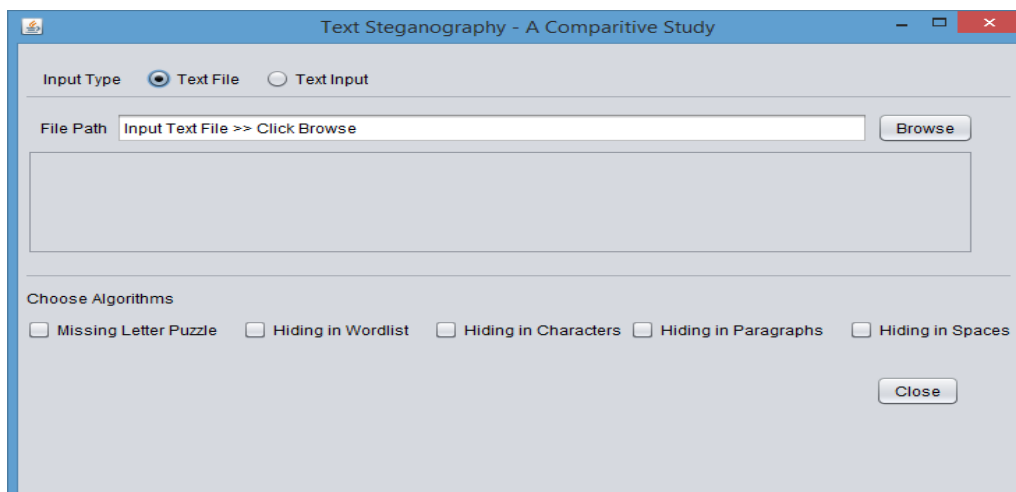 Text Steganography - A Comparitive Study
Input Type Text File Text Input
File Path Input Text File >> Click Browse Browse
Choose Algorithms
Missing Letter Puzzle Hiding in Wordlist Hiding in Characters Hiding in Paragraphs Hiding in Spaces
Close